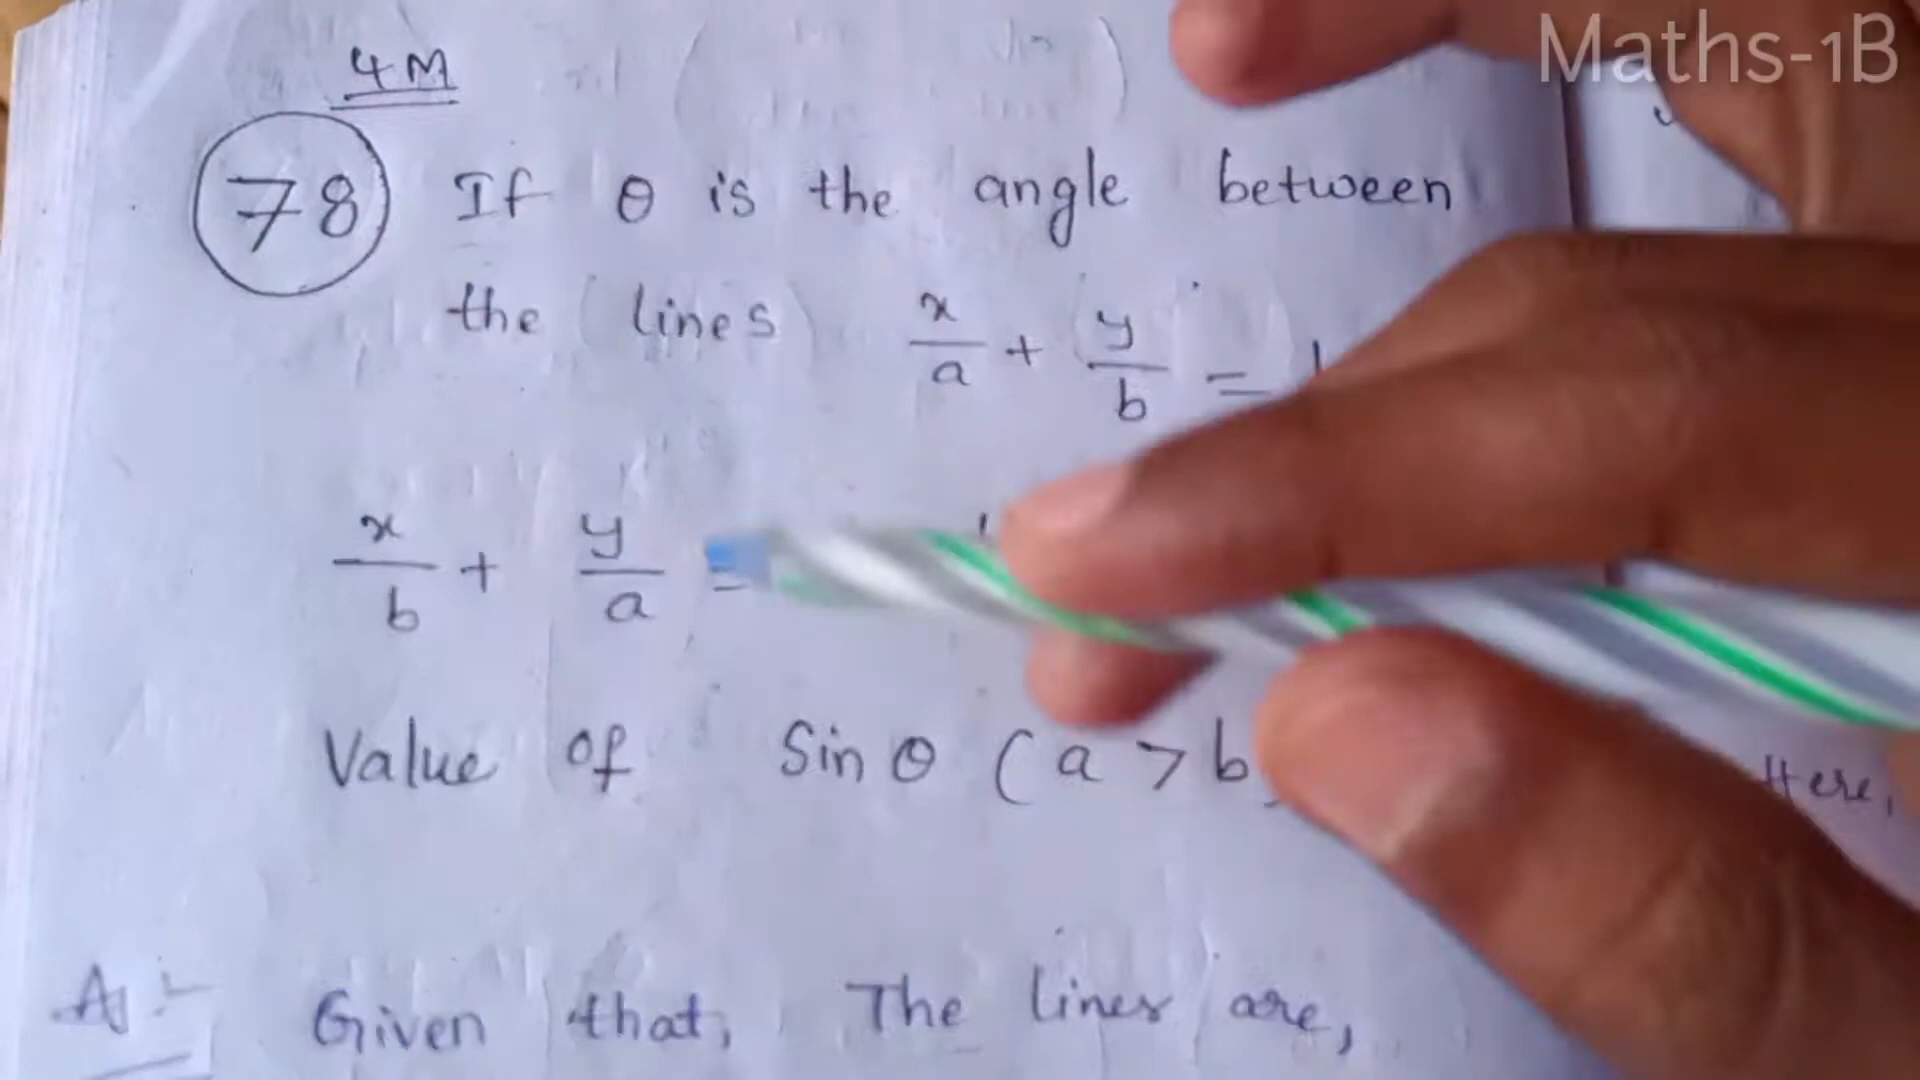 Maths-1B
4M
78 If θ is the angle between
the lines x/a + y/b =
x/b + y/a =
Value of Sin θ (a > b
Here,
A:- Given that, The lines are,